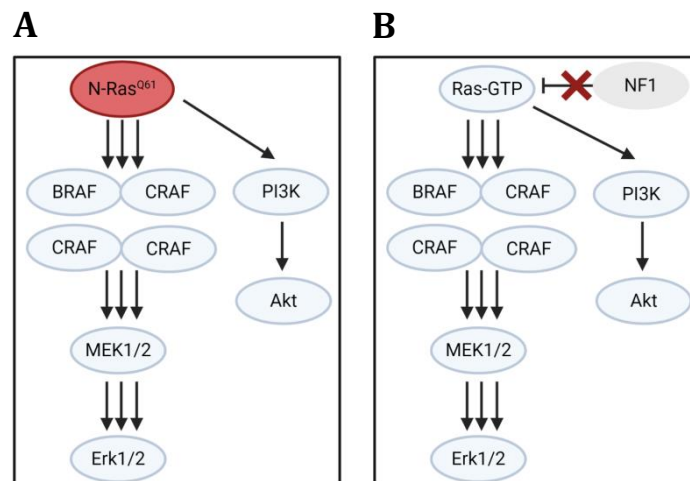 A
B
N-RasQ61
Ras-GTP
NF1
BRAF
CRAF
PI3K
BRAF
CRAF
PI3K
CRAF
CRAF
CRAF
CRAF
Akt
Akt
MEK1/2
MEK1/2
Erk1/2
Erk1/2